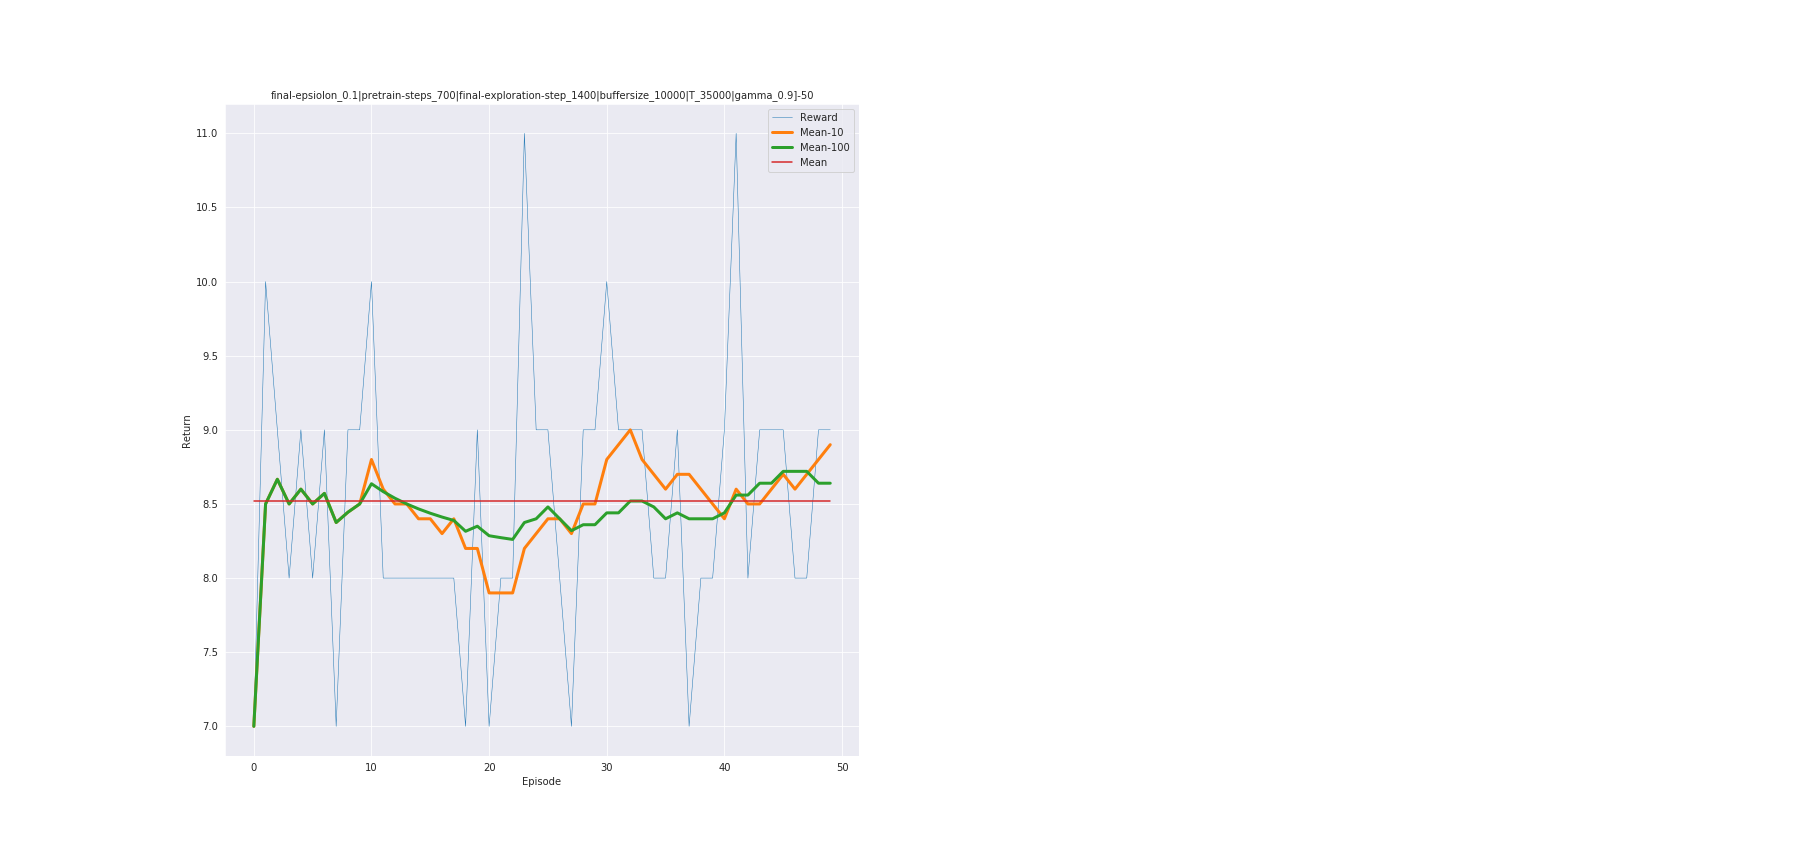 final-epsiolon_0.1|pretrain-steps_700|final-exploration-step_1400|buffersize_10000|T_35000|gamma_0.9]-50
Reward
Mean-10
Mean-100
Mean
11.0
10.5
10.0
9.5
9.0
8.5
8.0
7.5
7.0
Return
0 10 20 30 40 50
Episode